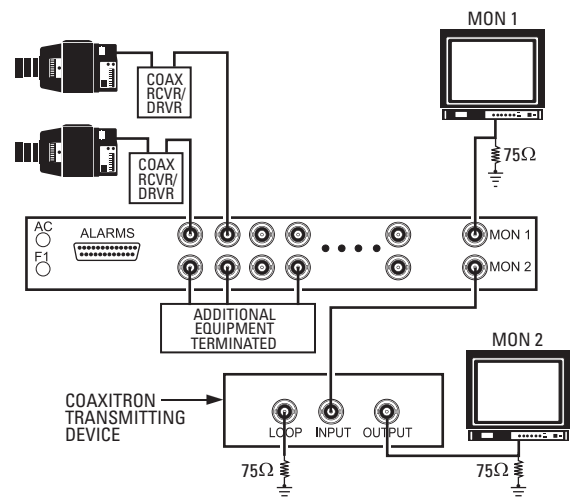 MON 1
COAX
RCVR/
DRVR
75Ω
COAX
RCVR/
DRVR
AC
F1
ALARMS
MON 1
MON 2
ADDITIONAL
EQUIPMENT
TERMINATED
MON 2
COAXITRON
TRANSMITTING
DEVICE
LOOP INPUT OUTPUT
75Ω
75Ω